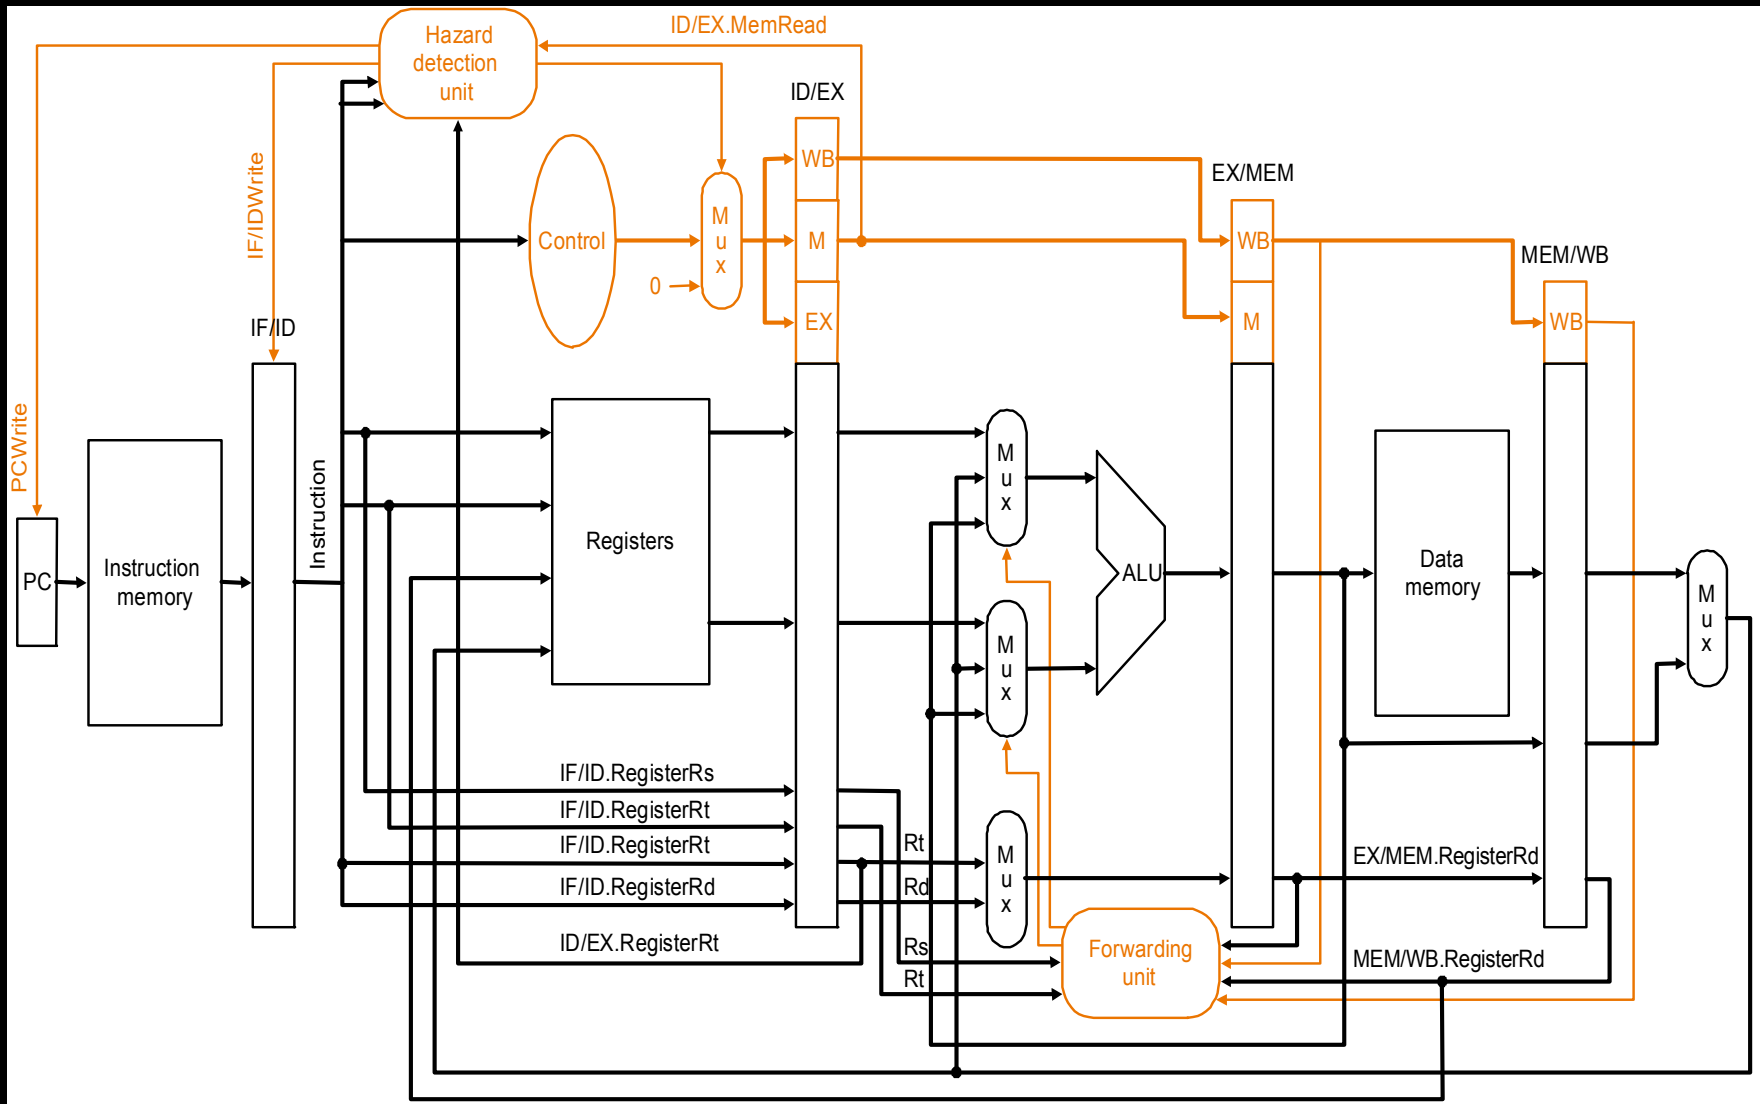 ID/EX.MemRead
Hazard
detection
unit
ID/EX
WB
M
EX
IF/IDWrite
Control
M
u
x
0
EX/MEM
WB
M
MEM/WB
WB
IF/ID
PCWrite
PC
Instruction
memory
Instruction
Registers
M
u
x
M
u
x
ALU
Data
memory
M
u
x
IF/ID.RegisterRs
IF/ID.RegisterRt
IF/ID.RegisterRt
IF/ID.RegisterRd
ID/EX.RegisterRt
Rt
Rd
Rs
Rt
M
u
x
EX/MEM.RegisterRd
Forwarding
unit
MEM/WB.RegisterRd